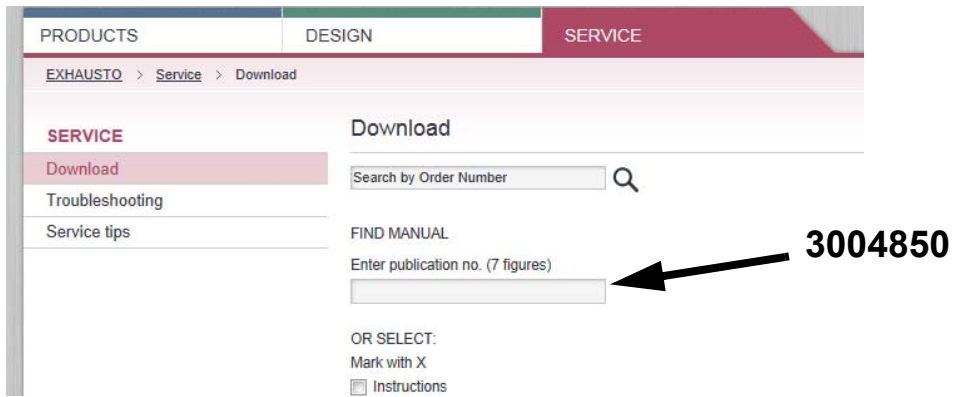 PRODUCTS DESIGN SERVICE
EXHAUSTO > Service > Download
SERVICE
Download
Troubleshooting
Service tips
Download
Search by Order Number
FIND MANUAL
Enter publication no. (7 figures)
3004850
OR SELECT:
Mark with X
Instructions